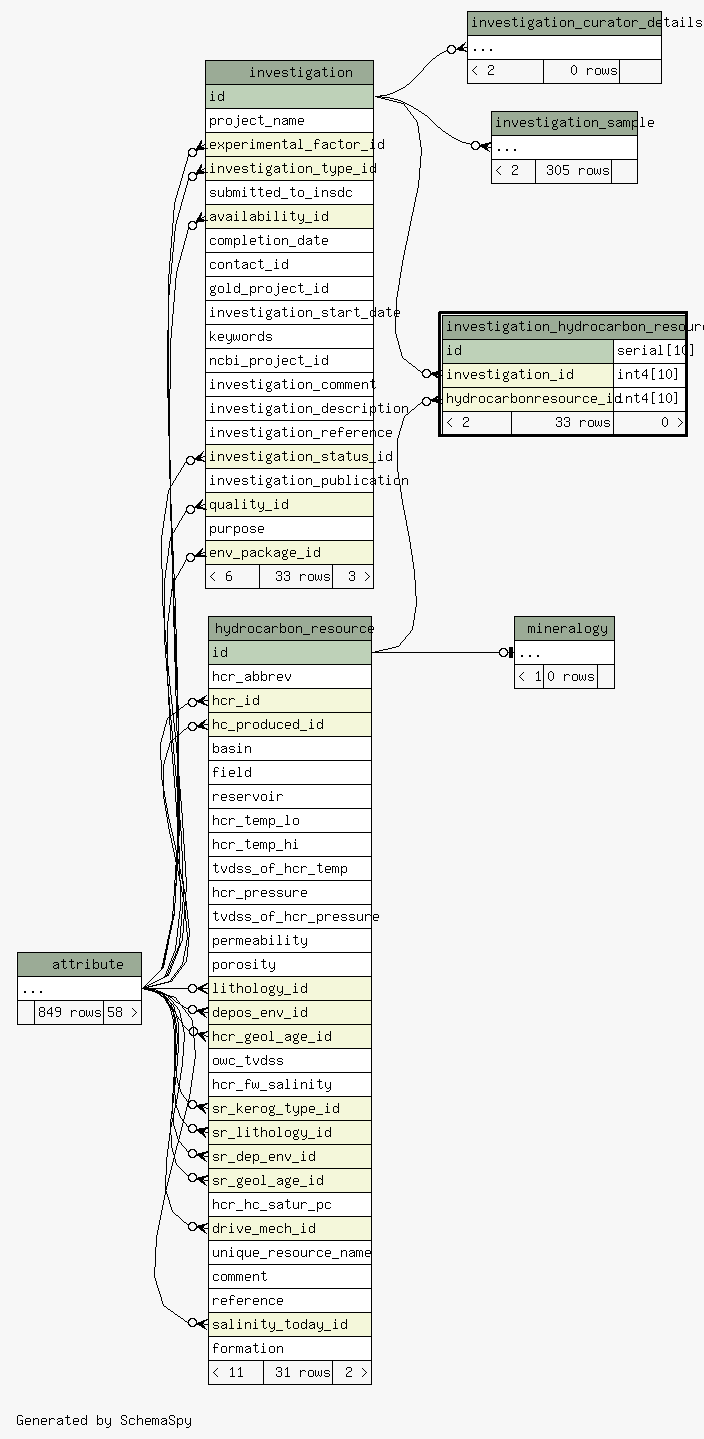 investigation_curator_details
...
< 2 0 rows
investigation_sample
...
< 2 305 rows
investigation
id
project_name
experimental_factor_id
investigation_type_id
submitted_to_insdc
availability_id
completion_date
contact_id
gold_project_id
investigation_start_date
keywords
ncbi_project_id
investigation_comment
investigation_description
investigation_reference
investigation_status_id
investigation_publication
quality_id
purpose
env_package_id
< 6 33 rows 3 >
investigation_hydrocarbon_resour
id serial[10]
investigation_id int4[10]
hydrocarbonresource_id int4[10]
< 2 33 rows 0 >
hydrocarbon_resource
id
hcr_abbrev
hcr_id
hc_produced_id
basin
field
reservoir
hcr_temp_lo
hcr_temp_hi
tvdss_of_hcr_temp
hcr_pressure
tvdss_of_hcr_pressure
permeability
porosity
lithology_id
depos_env_id
hcr_geol_age_id
owc_tvdss
hcr_fw_salinity
sr_kerog_type_id
sr_lithology_id
sr_dep_env_id
sr_geol_age_id
hcr_hc_satur_pc
drive_mech_id
unique_resource_name
comment
reference
salinity_today_id
formation
< 11 31 rows 2 >
mineralogy
...
< 1 0 rows
attribute
...
849 rows 58 >
Generated by SchemaSpy